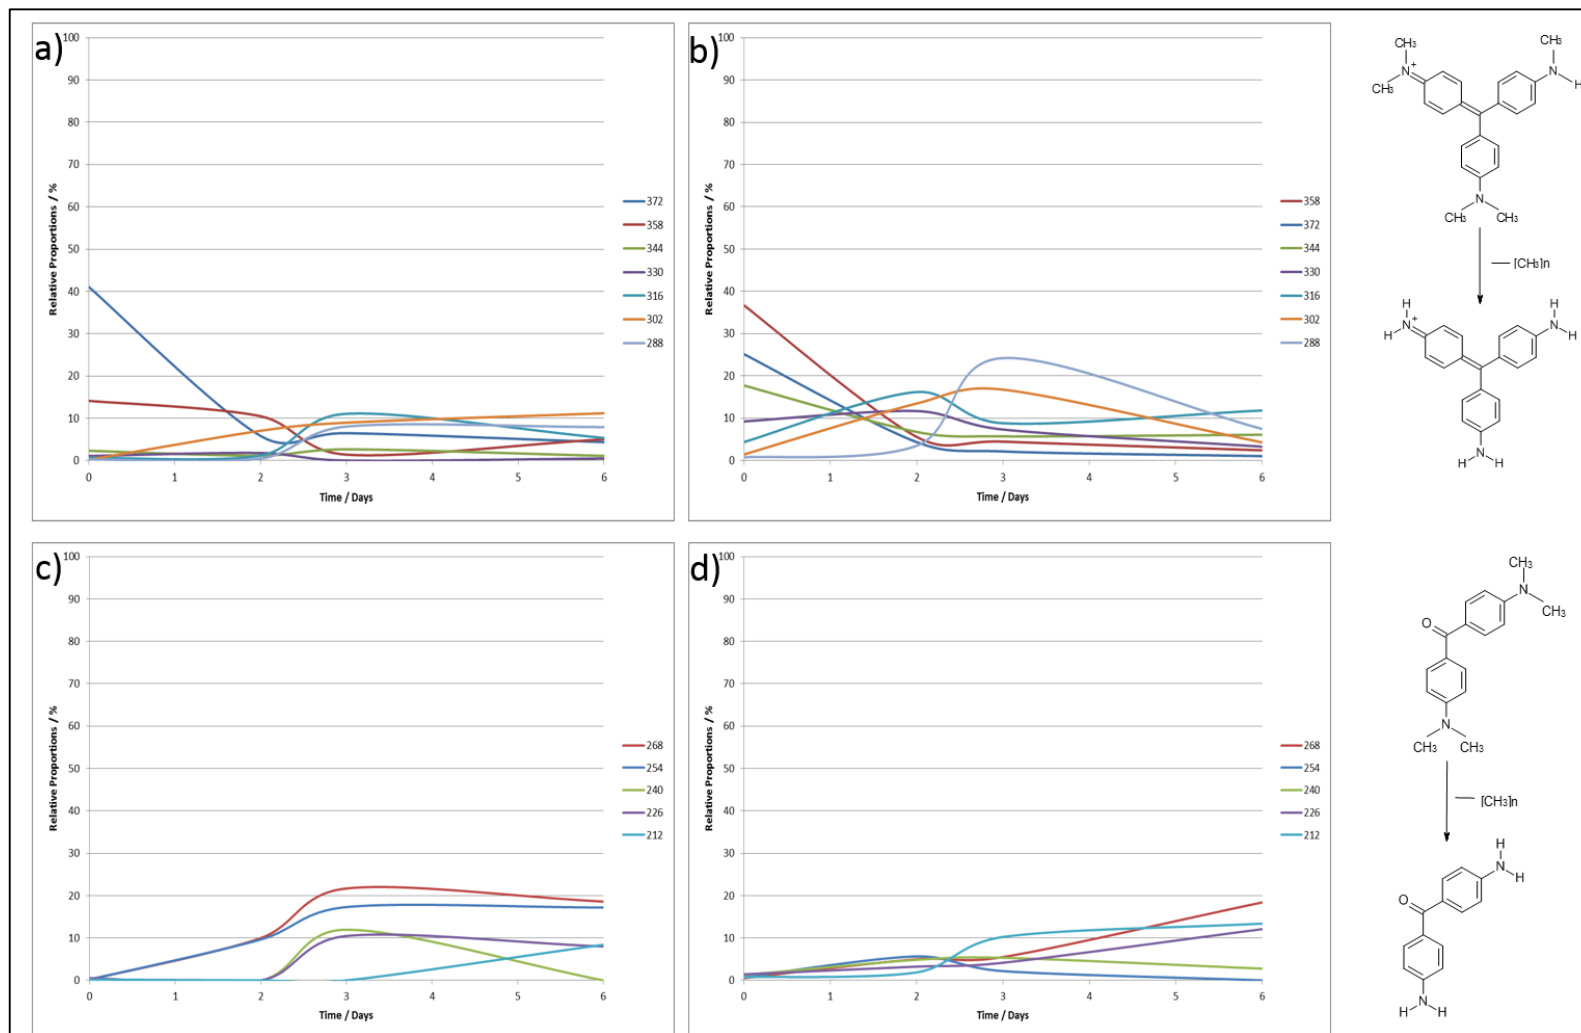 a)
100
90
80
70
60
50
40
30
20
10
0
Relative Proportions / %
0 1 2 3 4 5 6
Time / Days
372
358
344
330
316
302
288
b)
100
90
80
70
60
50
40
30
20
10
0
Relative Proportions / %
0 1 2 3 4 5 6
Time / Days
358
372
344
330
316
302
288
CH₃
N⁺
CH₃
CH₃
N
H
N
CH₃ CH₃
—[CH₃]n
H
N⁺
H
H
N
H
N
H H
c)
100
90
80
70
60
50
40
30
20
10
0
Relative Proportions / %
0 1 2 3 4 5 6
Time / Days
268
254
240
226
212
d)
100
90
80
70
60
50
40
30
20
10
0
Relative Proportions / %
0 1 2 3 4 5 6
Time / Days
268
254
240
226
212
CH₃
N
CH₃
O
N
CH₃ CH₃
—[CH₃]n
H
N
H
O
N
H H